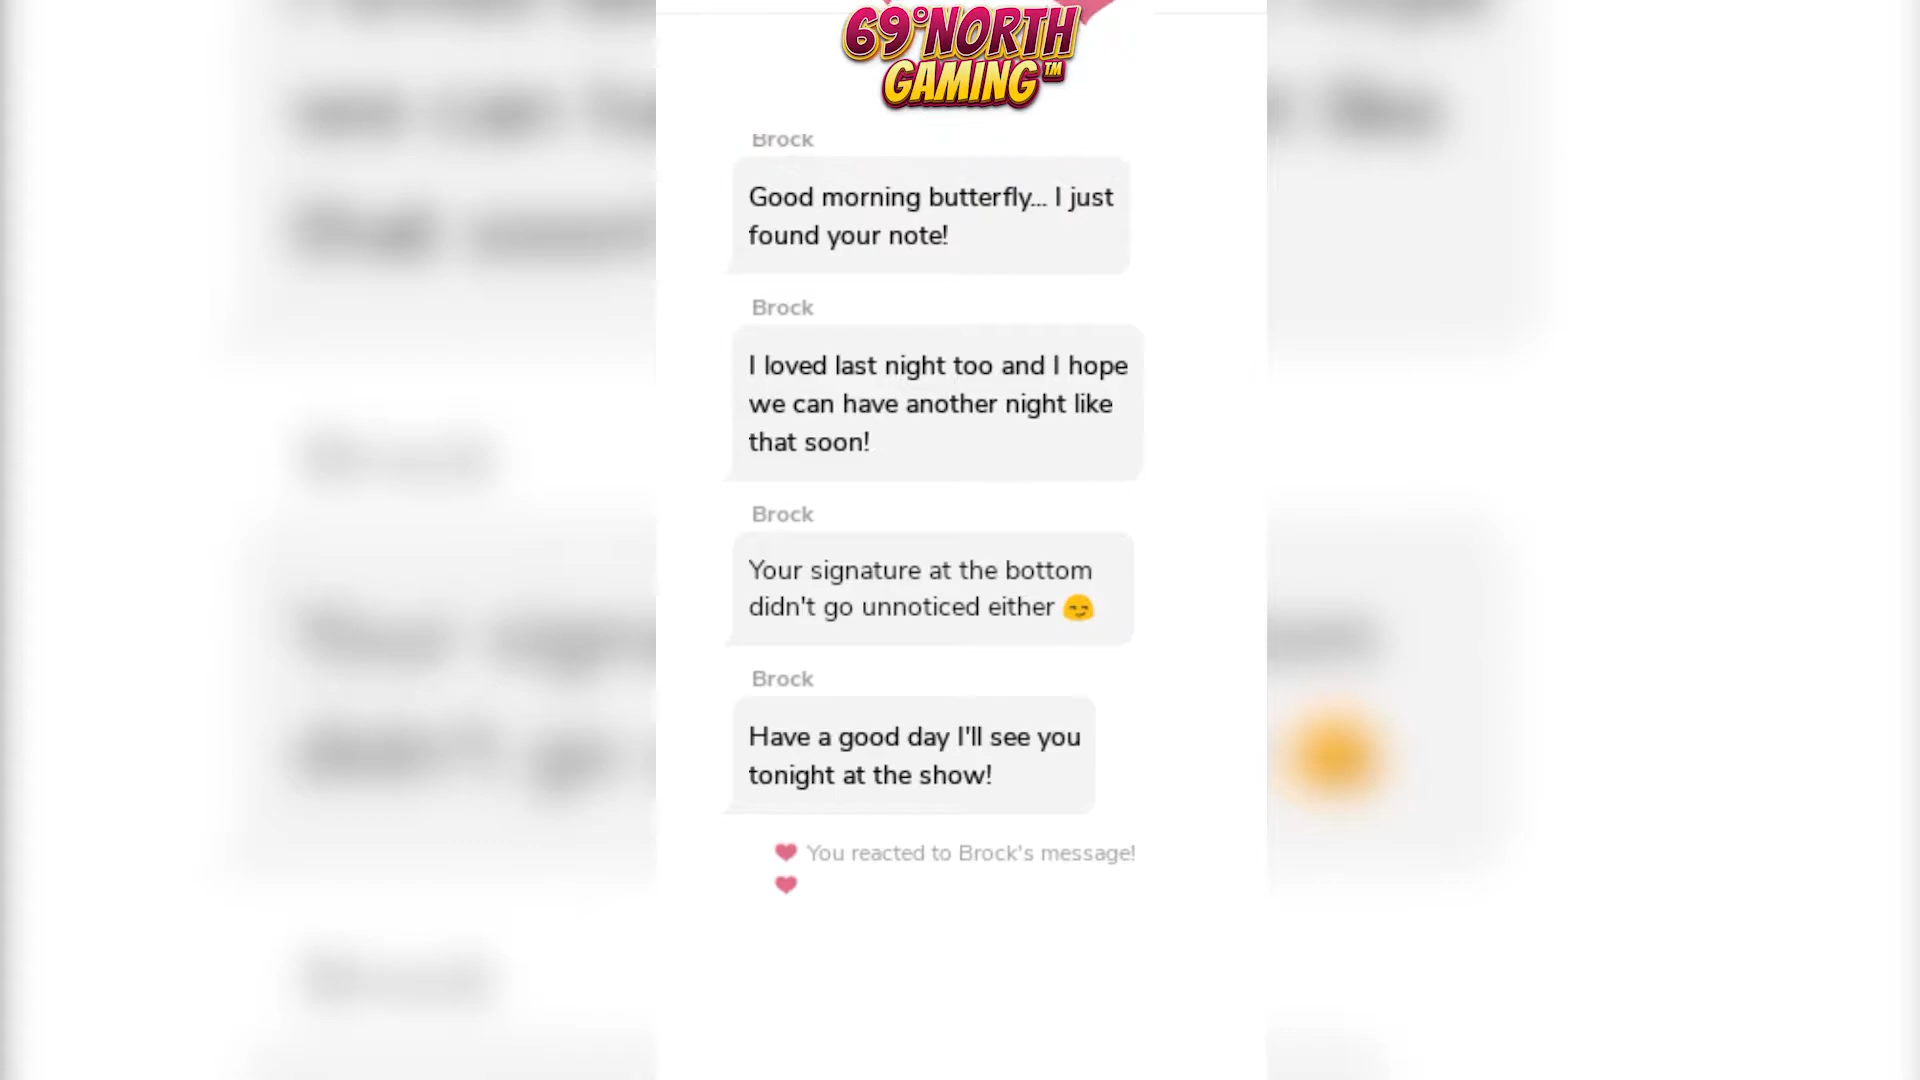 69°NORTH
GAMING™
Brock
Good morning butterfly... I just
found your note!
Brock
I loved last night too and I hope
we can have another night like
that soon!
Brock
Your signature at the bottom
didn't go unnoticed either 😏
Brock
Have a good day I'll see you
tonight at the show!
You reacted to Brock's message!